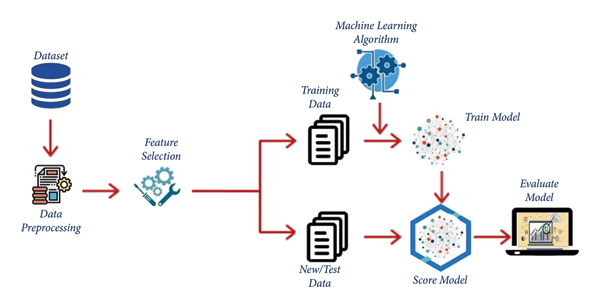 Dataset
Data
Preprocessing
Feature
Selection
Training
Data
Machine Learning
Algorithm
Train Model
New/Test
Data
Score Model
Evaluate
Model